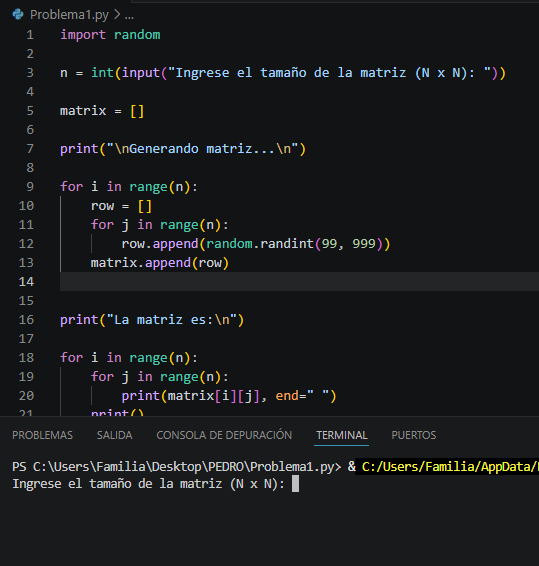 Problema1.py > ...
1 import random
2
3 n = int(input("Ingrese el tamaño de la matriz (N x N): "))
4
5 matrix = []
6
7 print("\nGenerando matriz...\n")
8
9 for i in range(n):
10     row = []
11     for j in range(n):
12         row.append(random.randint(99, 999))
13     matrix.append(row)
14
15
16 print("La matriz es:\n")
17
18 for i in range(n):
19     for j in range(n):
20         print(matrix[i][j], end=" ")
21     print()
PROBLEMAS SALIDA CONSOLA DE DEPURACIÓN TERMINAL PUERTOS
PS C:\Users\Familia\Desktop\PEDRO\Problema1.py> & C:/Users/Familia/AppData/
Ingrese el tamaño de la matriz (N x N):